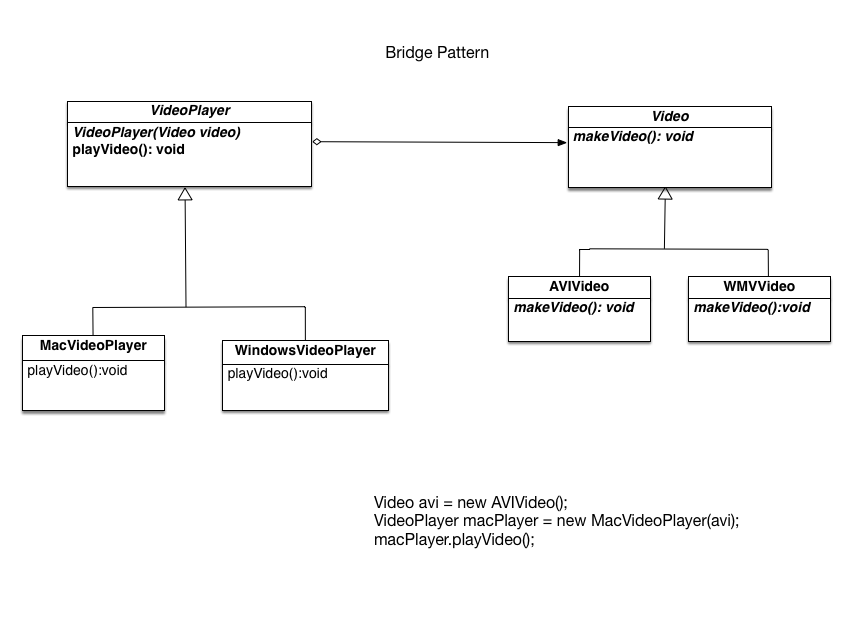 Bridge Pattern
VideoPlayer
VideoPlayer(Video video)
playVideo(): void
Video
makeVideo(): void
AVIVideo
makeVideo(): void
WMVVideo
makeVideo():void
MacVideoPlayer
playVideo():void
WindowsVideoPlayer
playVideo():void
Video avi = new AVIVideo();
VideoPlayer macPlayer = new MacVideoPlayer(avi);
macPlayer.playVideo();